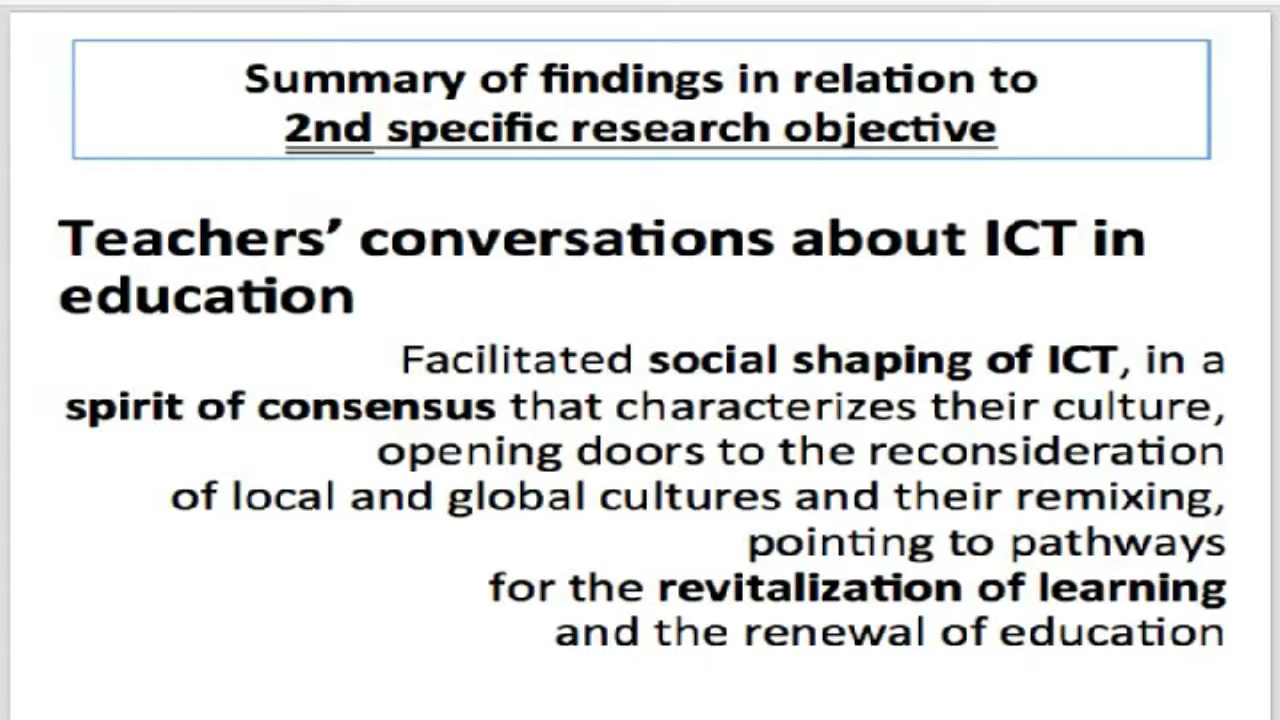 Summary of findings in relation to
2nd specific research objective
Teachers’ conversations about ICT in
education
Facilitated social shaping of ICT, in a
spirit of consensus that characterizes their culture,
opening doors to the reconsideration
of local and global cultures and their remixing,
pointing to pathways
for the revitalization of learning
and the renewal of education